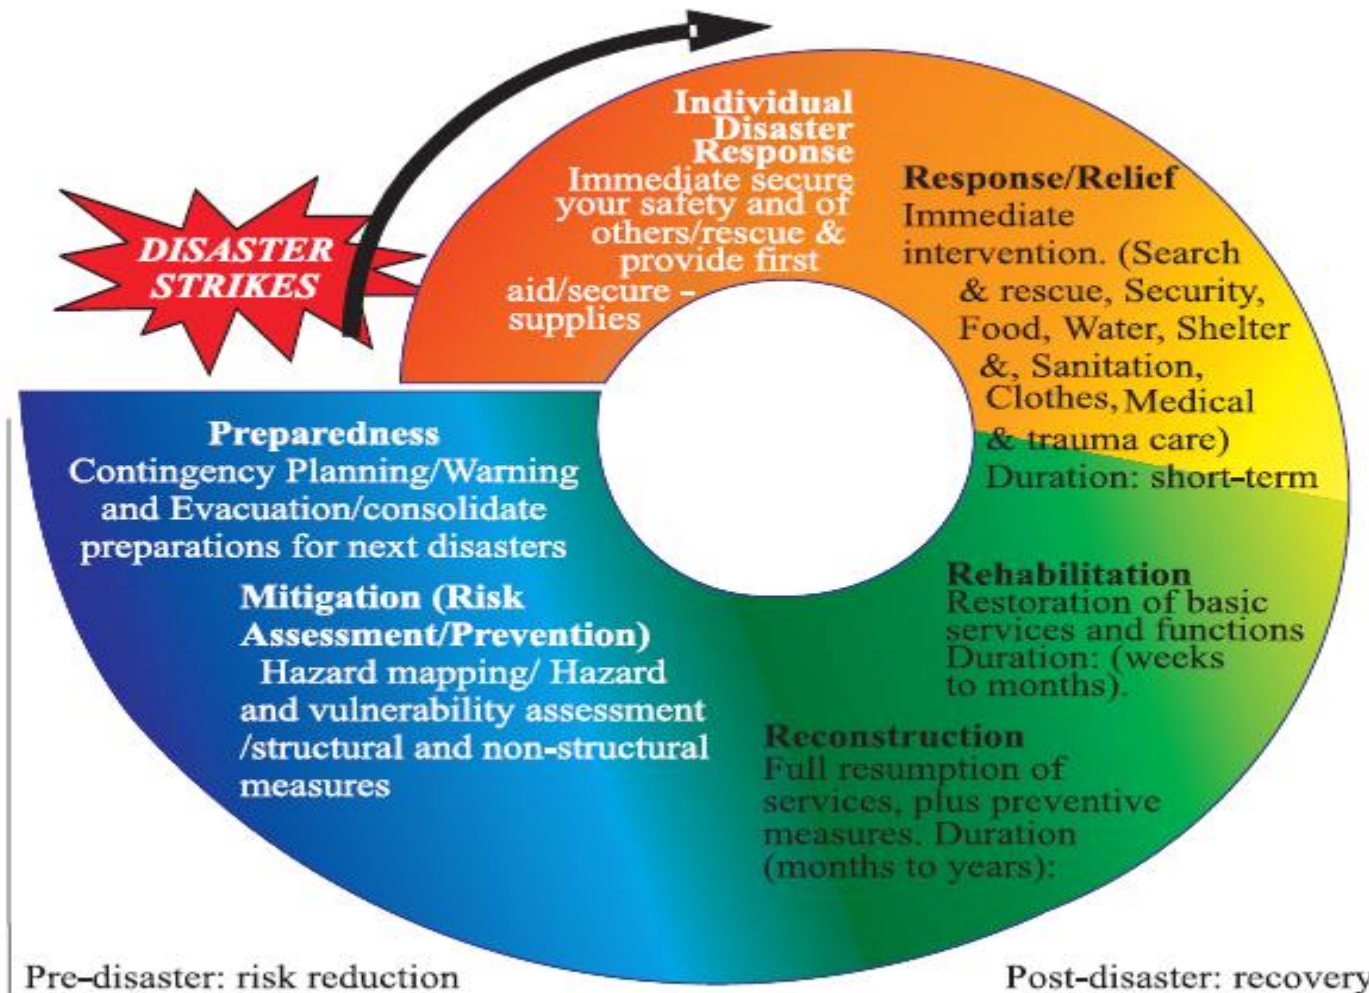 DISASTER
STRIKES
Individual
Disaster
Response
Immediate secure
your safety and of
others/rescue &
provide first
aid/secure -
supplies
Response/Relief
Immediate
intervention. (Search
& rescue, Security,
Food, Water, Shelter
&, Sanitation,
Clothes, Medical
& trauma care)
Duration: short-term
Rehabilitation
Restoration of basic
services and functions
Duration: (weeks
to months).
Reconstruction
Full resumption of
services, plus preventive
measures. Duration
(months to years):
Preparedness
Contingency Planning/Warning
and Evacuation/consolidate
preparations for next disasters
Mitigation (Risk
Assessment/Prevention)
Hazard mapping/ Hazard
and vulnerability assessment
/structural and non-structural
measures
Pre-disaster: risk reduction
Post-disaster: recovery